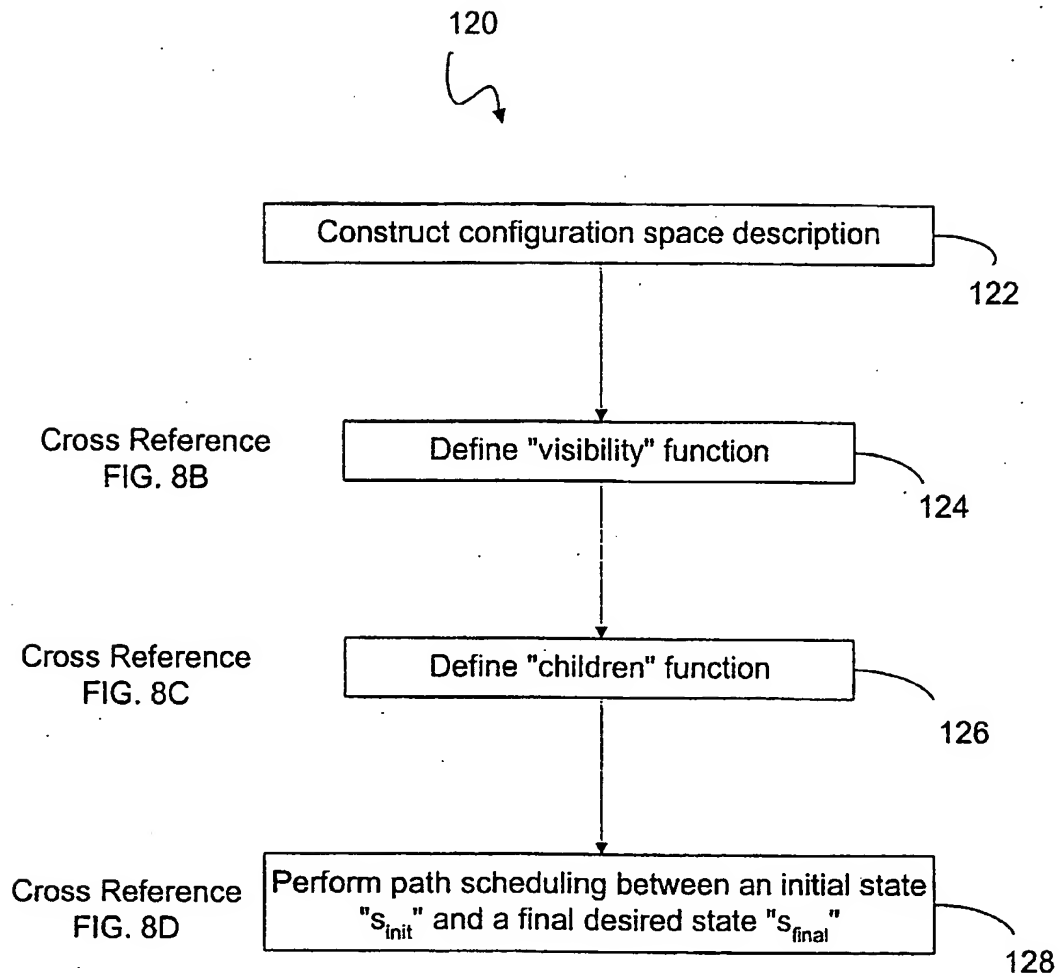 120
Construct configuration space description
122
Cross Reference
FIG. 8B
Define "visibility" function
124
Cross Reference
FIG. 8C
Define "children" function
126
Cross Reference
FIG. 8D
Perform path scheduling between an initial state
"s_init" and a final desired state "s_final"
128